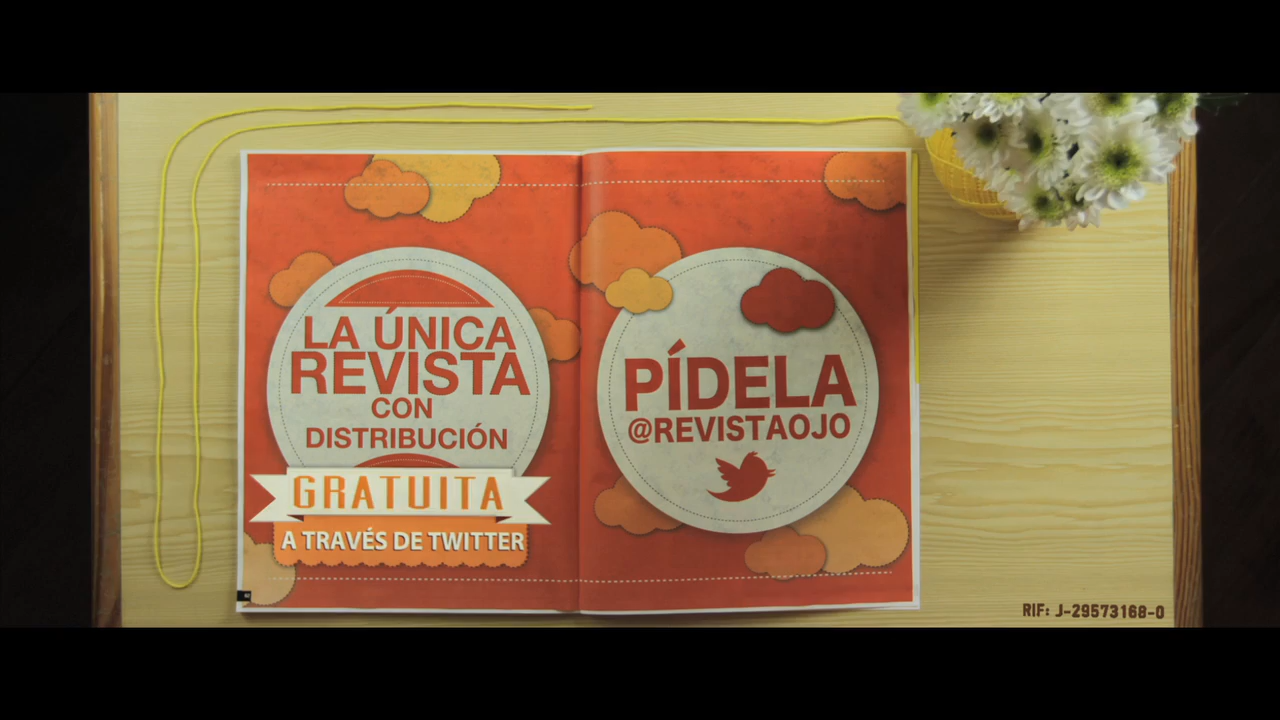 LA ÚNICA
REVISTA
CON
DISTRIBUCIÓN
GRATUITA
A TRAVÉS DE TWITTER
PÍDELA
@REVISTAOJO
RIF: J-29573168-0